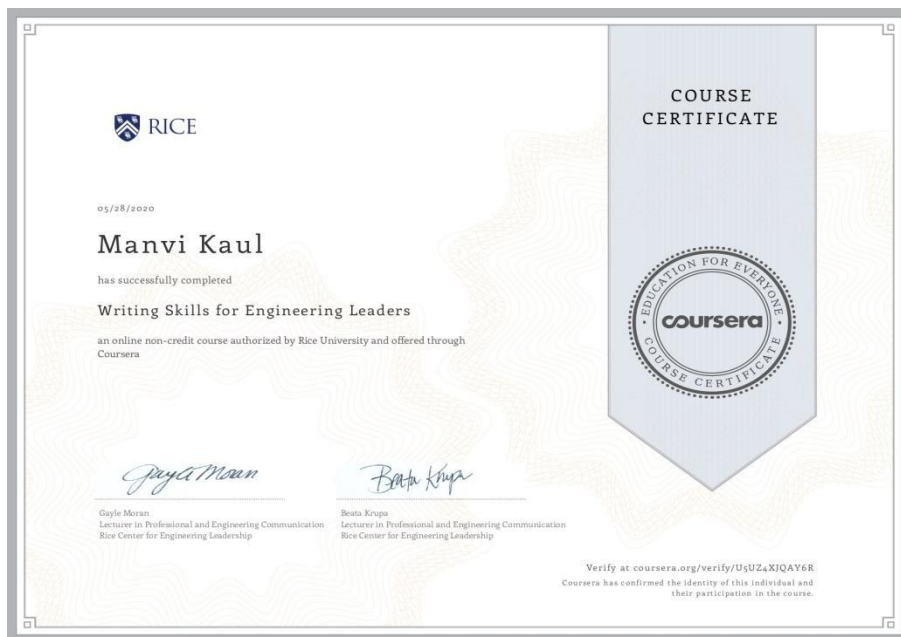 RICE
05/28/2020
Manvi Kaul
has successfully completed
Writing Skills for Engineering Leaders
an online non-credit course authorized by Rice University and offered through
Coursera
Gayle Moran
Lecturer in Professional and Engineering Communication
Rice Center for Engineering Leadership
Beata Krupa
Beata Krupa
Lecturer in Professional and Engineering Communication
Rice Center for Engineering Leadership
COURSE
CERTIFICATE
EDUCATION FOR EVERYONE
coursera
COURSE CERTIFICATE
Verify at coursera.org/verify/U5UZ4XJQAY6R
Coursera has confirmed the identity of this individual and
their participation in the course.